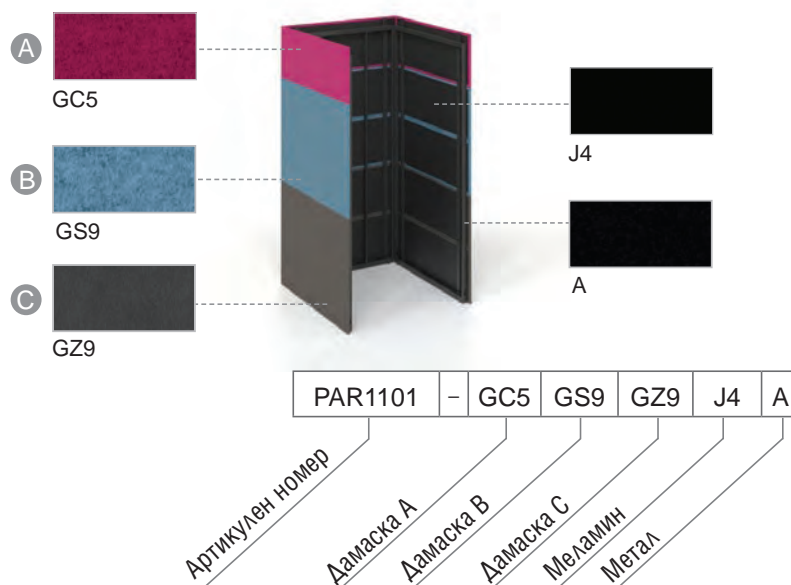 A
GC5
B
GS9
C
GZ9
J4
A
PAR1101 – GC5 GS9 GZ9 J4 A
Артикулен номер
Дамаска A
Дамаска B
Дамаска C
Меламин
Метал